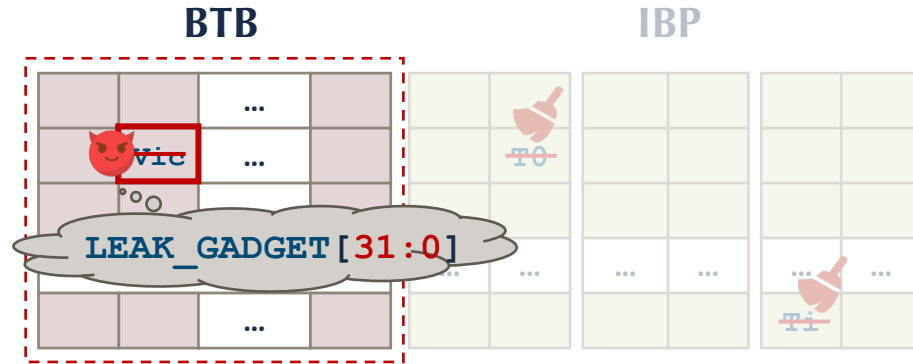 BTB IBP
...
Vic ... T0
LEAK_GADGET[31:0]
... ... ... ... ... ...
... Ti